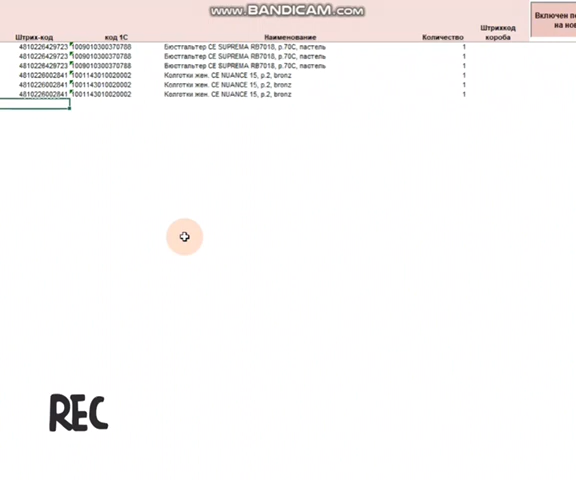 www.BANDICAM.com
Включен
на
Штрихкод
короба
Штрих-код код 1С Наименование Количество
4810226429723 1009010300370788 Бюстгальтер CE SUPREMA RB7018, р.70C, пастель 1
4810226429723 1009010300370788 Бюстгальтер CE SUPREMA RB7018, р.70C, пастель 1
4810226429723 1009010300370788 Бюстгальтер CE SUPREMA RB7018, р.70C, пастель 1
4810226002841 1001143010020002 Колготки жен. CE NUANCE 15, р.2, bronz 1
4810226002841 1001143010020002 Колготки жен. CE NUANCE 15, р.2, bronz 1
4810226002841 1001143010020002 Колготки жен. CE NUANCE 15, р.2, bronz 1
REC